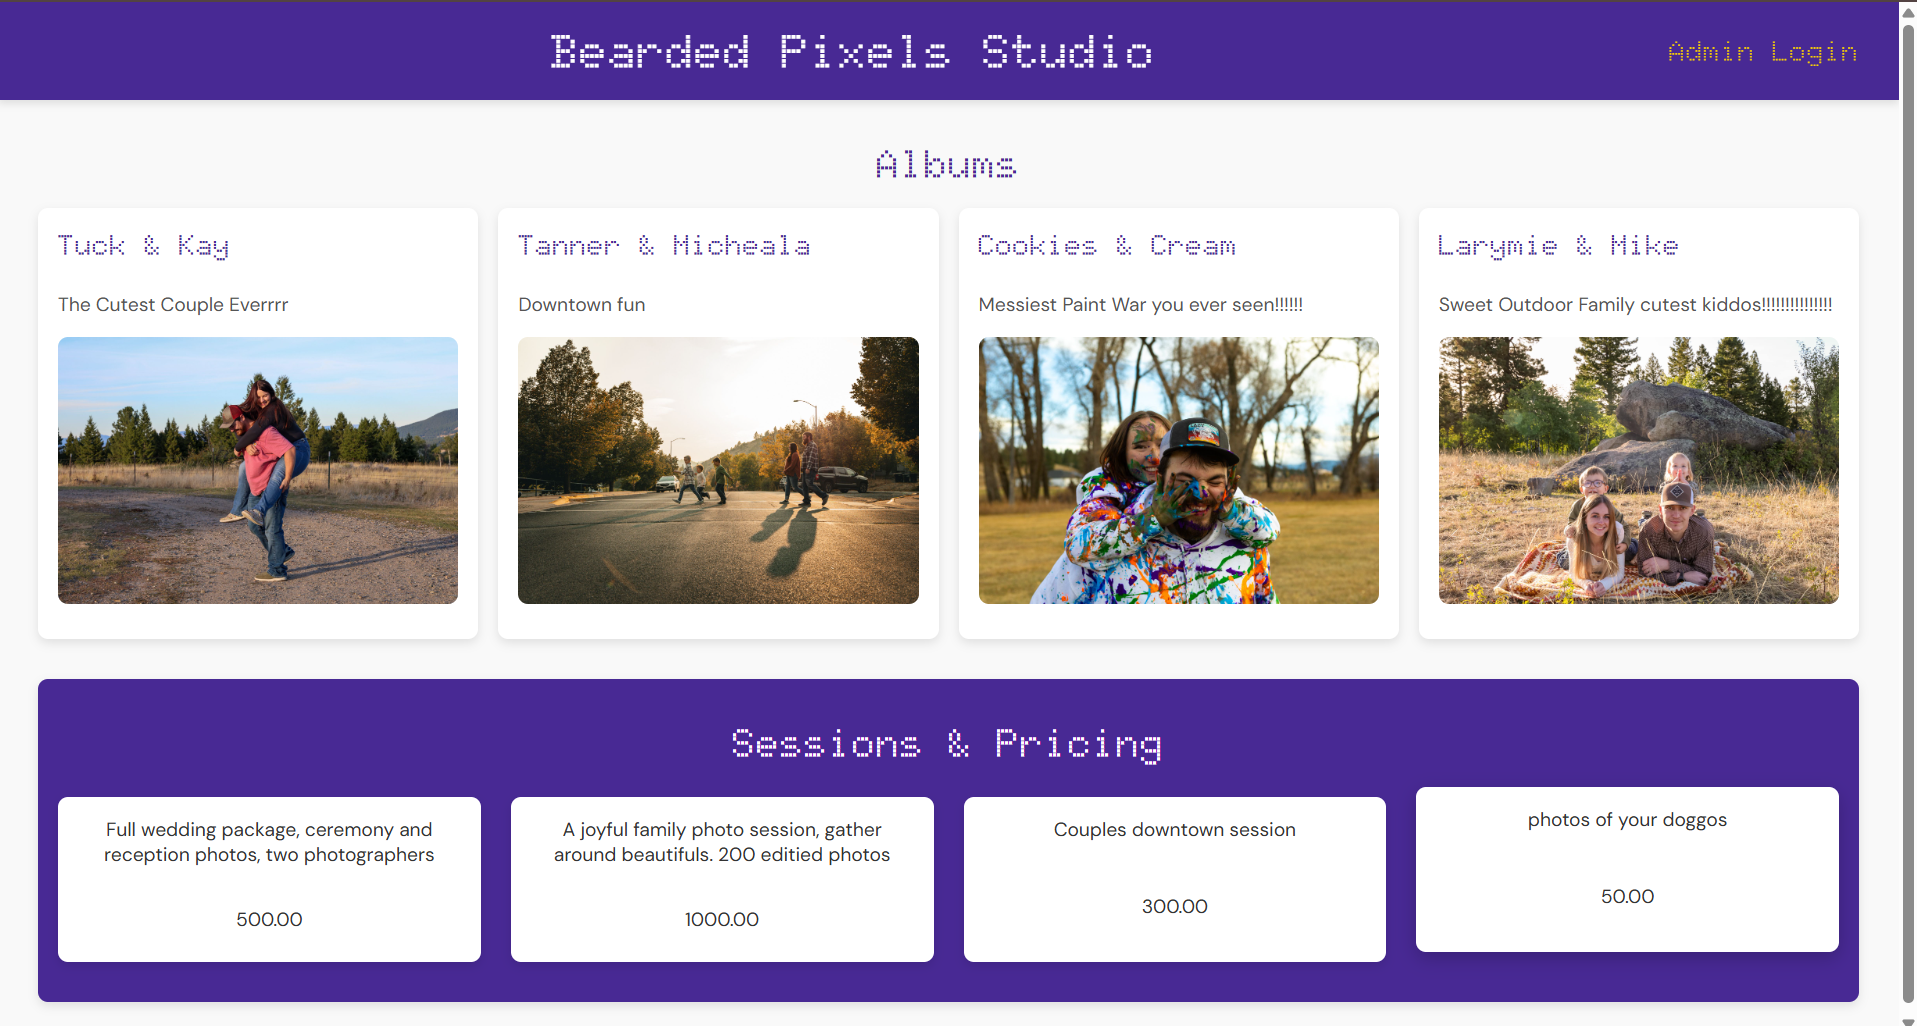 Bearded Pixels Studio
Admin Login
Albums
Tuck & Kay
The Cutest Couple Everrrr
Tanner & Micheala
Downtown fun
Cookies & Cream
Messiest Paint War you ever seen!!!!!!
Larymie & Mike
Sweet Outdoor Family cutest kiddos!!!!!!!!!!!!!!!
Sessions & Pricing
Full wedding package, ceremony and
reception photos, two photographers
500.00
A joyful family photo session, gather
around beautifuls. 200 editied photos
1000.00
Couples downtown session
300.00
photos of your doggos
50.00